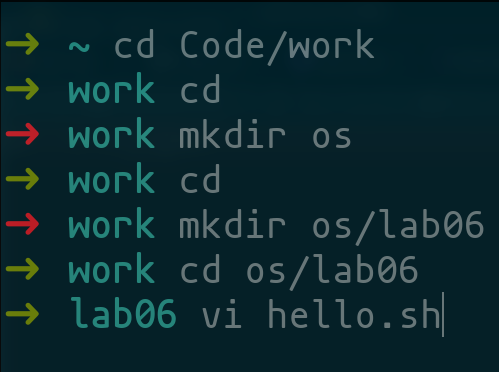 → ~ cd Code/work
→ work cd
→ work mkdir os
→ work cd
→ work mkdir os/lab06
→ work cd os/lab06
→ lab06 vi hello.sh